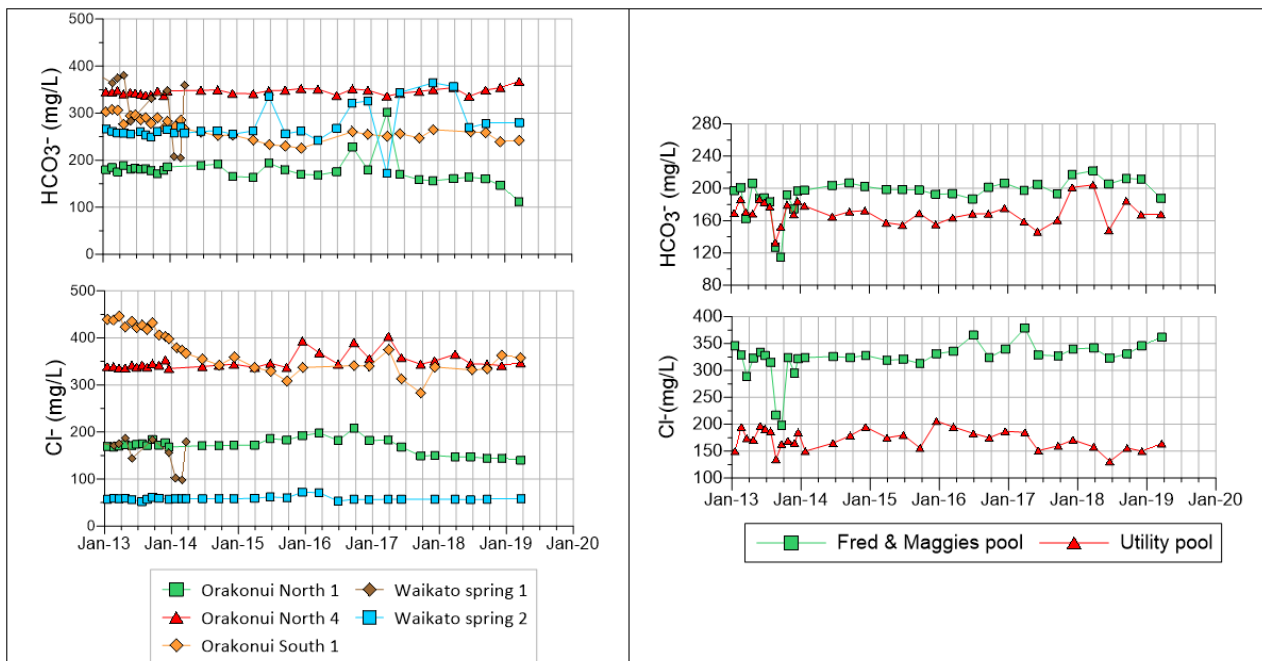 500
400
300
200
100
0
HCO3- (mg/L)
500
400
300
200
100
0
Cl- (mg/L)
Jan-13 Jan-14 Jan-15 Jan-16 Jan-17 Jan-18 Jan-19 Jan-20
Orakonui North 1 Waikato spring 1
Orakonui North 4 Waikato spring 2
Orakonui South 1
280
240
200
160
120
80
HCO3- (mg/L)
400
350
300
250
200
150
100
Cl-(mg/L)
Jan-13 Jan-14 Jan-15 Jan-16 Jan-17 Jan-18 Jan-19 Jan-20
Fred & Maggies pool Utility pool